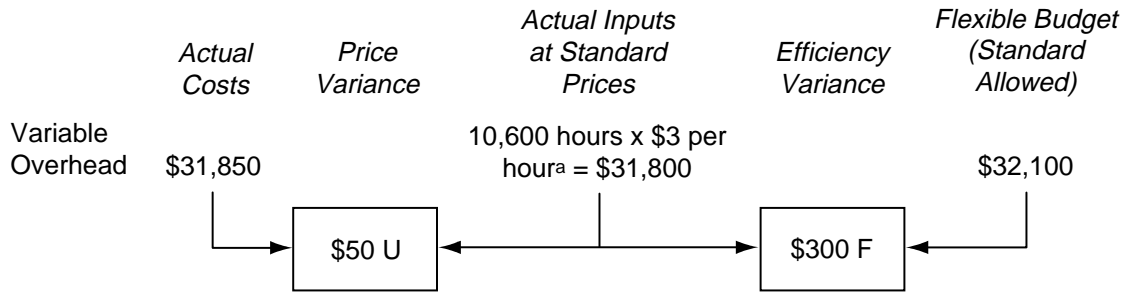 Actual
Costs
Price
Variance
Actual Inputs
at Standard
Prices
Efficiency
Variance
Flexible Budget
(Standard
Allowed)
Variable
Overhead
$31,850
10,600 hours x $3 per
hourᵃ = $31,800
$32,100
$50 U
$300 F